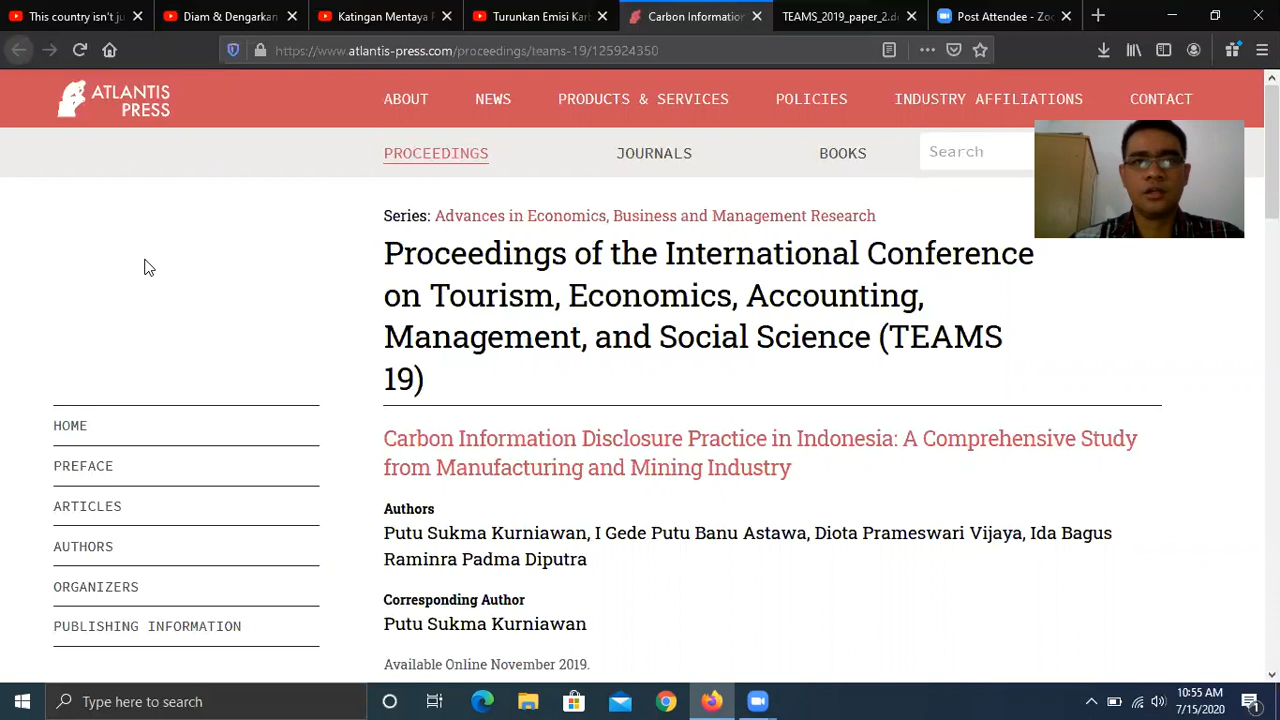 This country isn't ju
Diam & Dengarkan
Katingan Mentaya
Turunkan Emisi Kar
Carbon Information
TEAMS_2019_paper_2.d
Post Attendee - Zo
https://www.atlantis-press.com/proceedings/teams-19/125924350
ATLANTIS
PRESS
ABOUT
NEWS
PRODUCTS & SERVICES
POLICIES
INDUSTRY AFFILIATIONS
CONTACT
PROCEEDINGS
JOURNALS
BOOKS
Search
Series: Advances in Economics, Business and Management Research
Proceedings of the International Conference
on Tourism, Economics, Accounting,
Management, and Social Science (TEAMS
19)
HOME
PREFACE
ARTICLES
AUTHORS
ORGANIZERS
PUBLISHING INFORMATION
Carbon Information Disclosure Practice in Indonesia: A Comprehensive Study
from Manufacturing and Mining Industry
Authors
Putu Sukma Kurniawan, I Gede Putu Banu Astawa, Diota Prameswari Vijaya, Ida Bagus
Raminra Padma Diputra
Corresponding Author
Putu Sukma Kurniawan
Available Online November 2019.
Type here to search
10:55 AM
7/15/2020
1